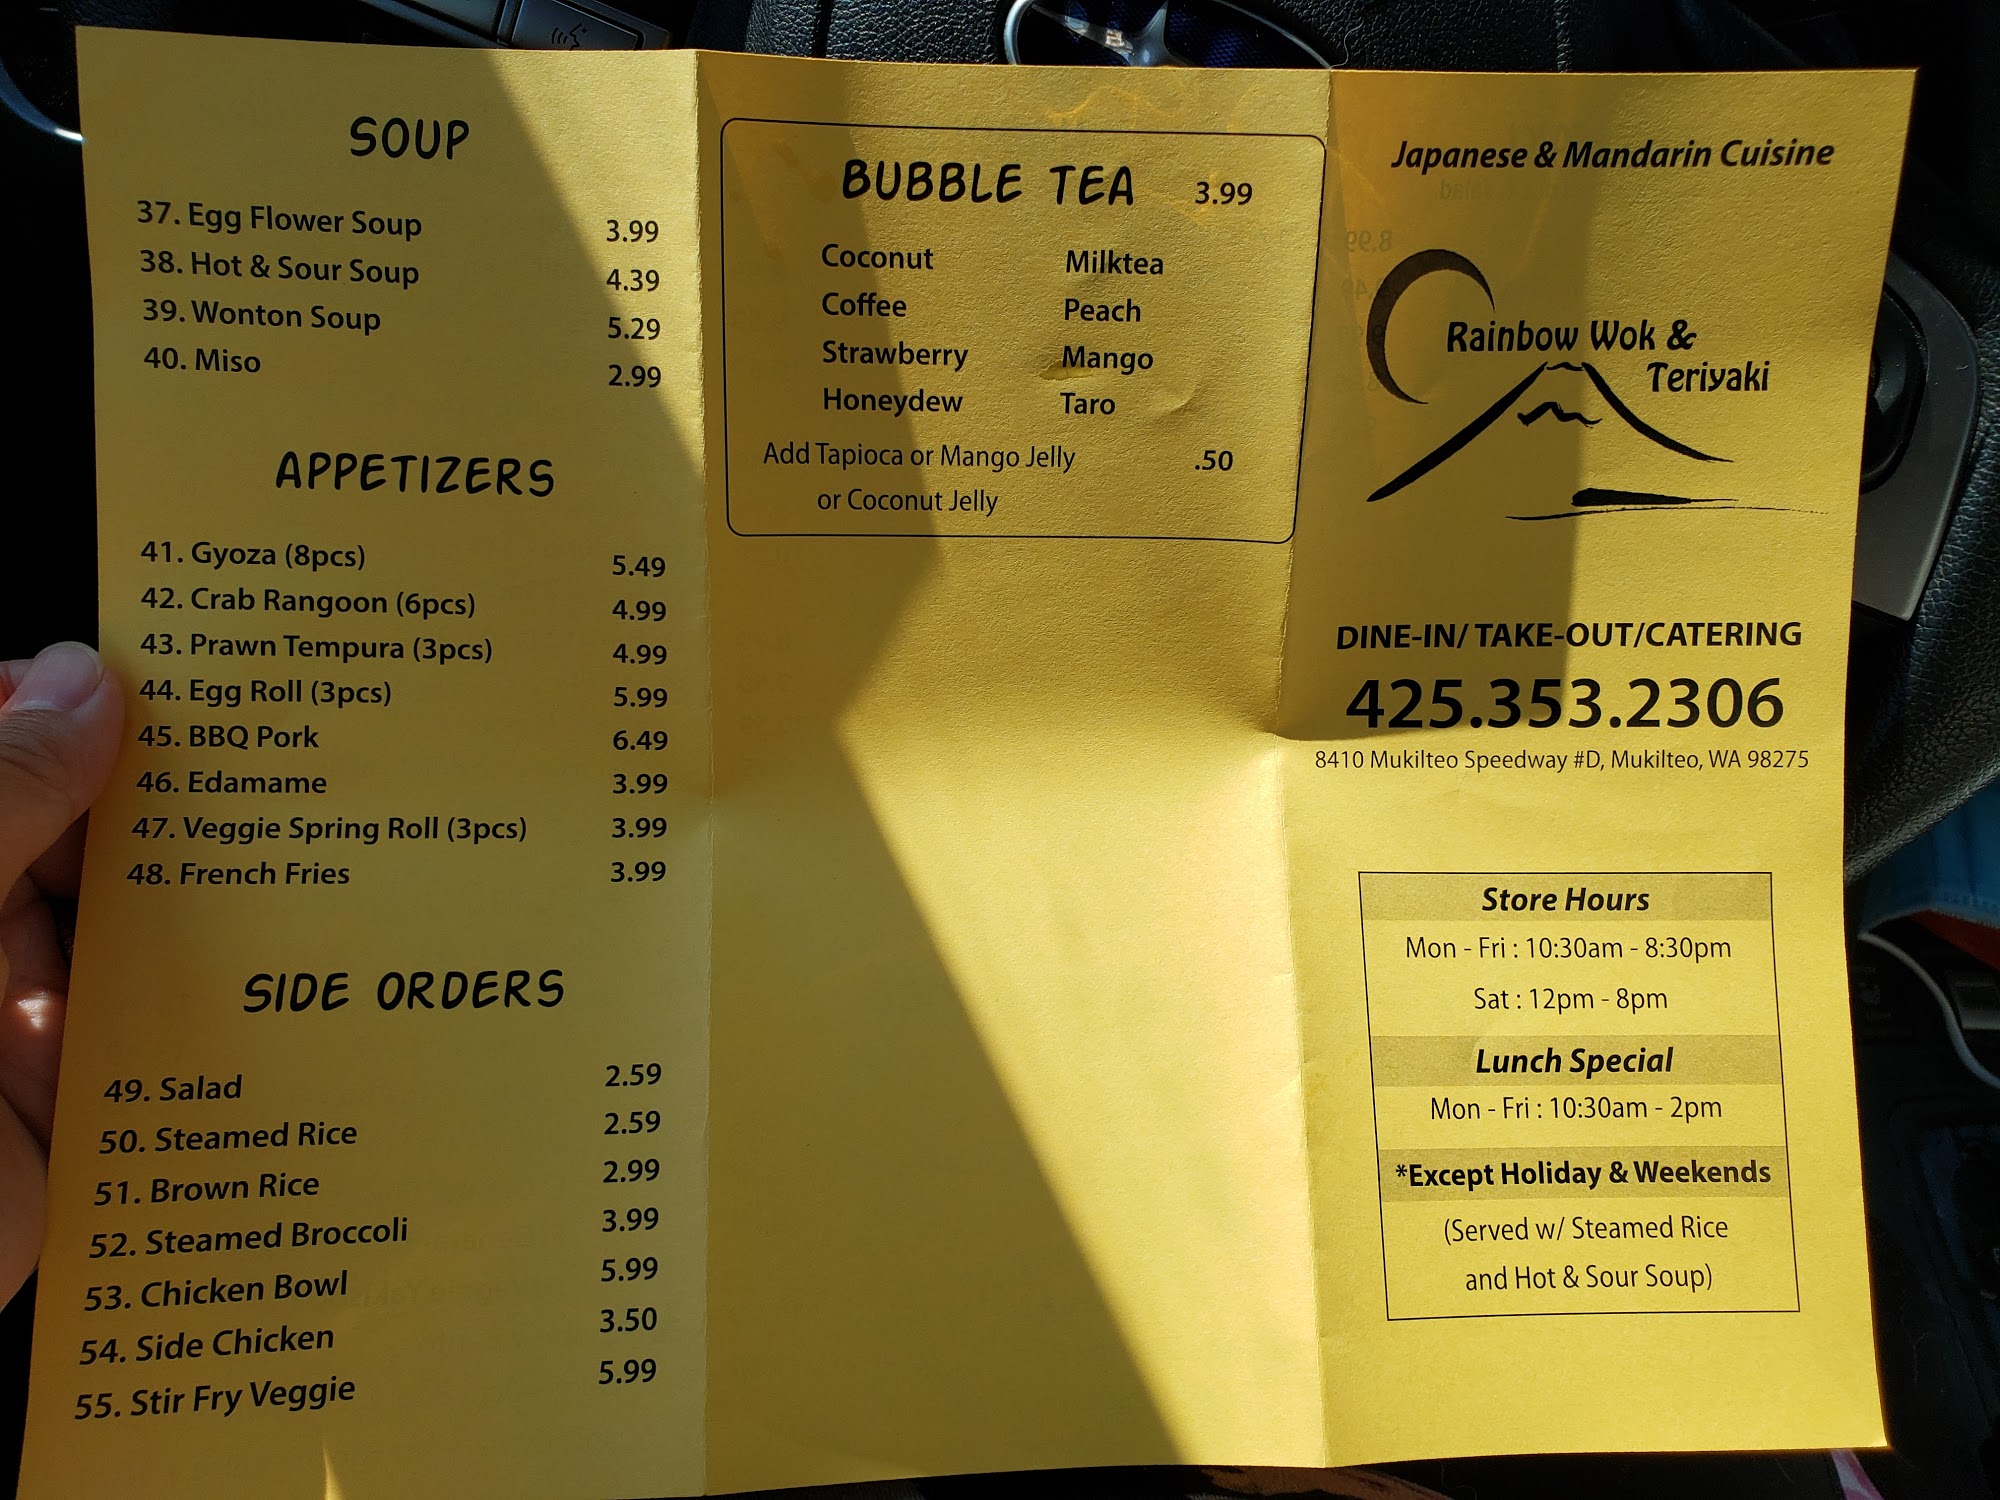 SOUP
37. Egg Flower Soup 3.99
38. Hot & Sour Soup 4.39
39. Wonton Soup 5.29
40. Miso 2.99
APPETIZERS
41. Gyoza (8pcs) 5.49
42. Crab Rangoon (6pcs) 4.99
43. Prawn Tempura (3pcs) 4.99
44. Egg Roll (3pcs) 5.99
45. BBQ Pork 6.49
46. Edamame 3.99
47. Veggie Spring Roll (3pcs) 3.99
48. French Fries 3.99
SIDE ORDERS
49. Salad 2.59
50. Steamed Rice 2.59
51. Brown Rice 2.99
52. Steamed Broccoli 3.99
53. Chicken Bowl 5.99
54. Side Chicken 3.50
55. Stir Fry Veggie 5.99
BUBBLE TEA 3.99
Coconut Milktea
Coffee Peach
Strawberry Mango
Honeydew Taro
Add Tapioca or Mango Jelly .50
or Coconut Jelly
Japanese & Mandarin Cuisine
Rainbow Wok &
Teriyaki
DINE-IN/ TAKE-OUT/CATERING
425.353.2306
8410 Mukilteo Speedway #D, Mukilteo, WA 98275
Store Hours
Mon - Fri : 10:30am - 8:30pm
Sat : 12pm - 8pm
Lunch Special
Mon - Fri : 10:30am - 2pm
*Except Holiday & Weekends
(Served w/ Steamed Rice
and Hot & Sour Soup)